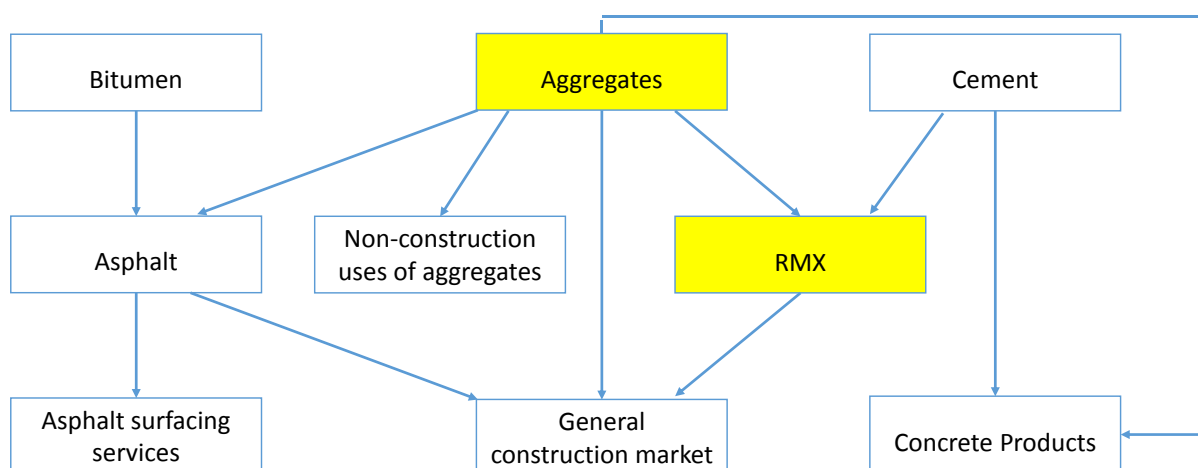 Bitumen
Aggregates
Cement
Asphalt
Non-construction
uses of aggregates
RMX
Asphalt surfacing
services
General
construction market
Concrete Products